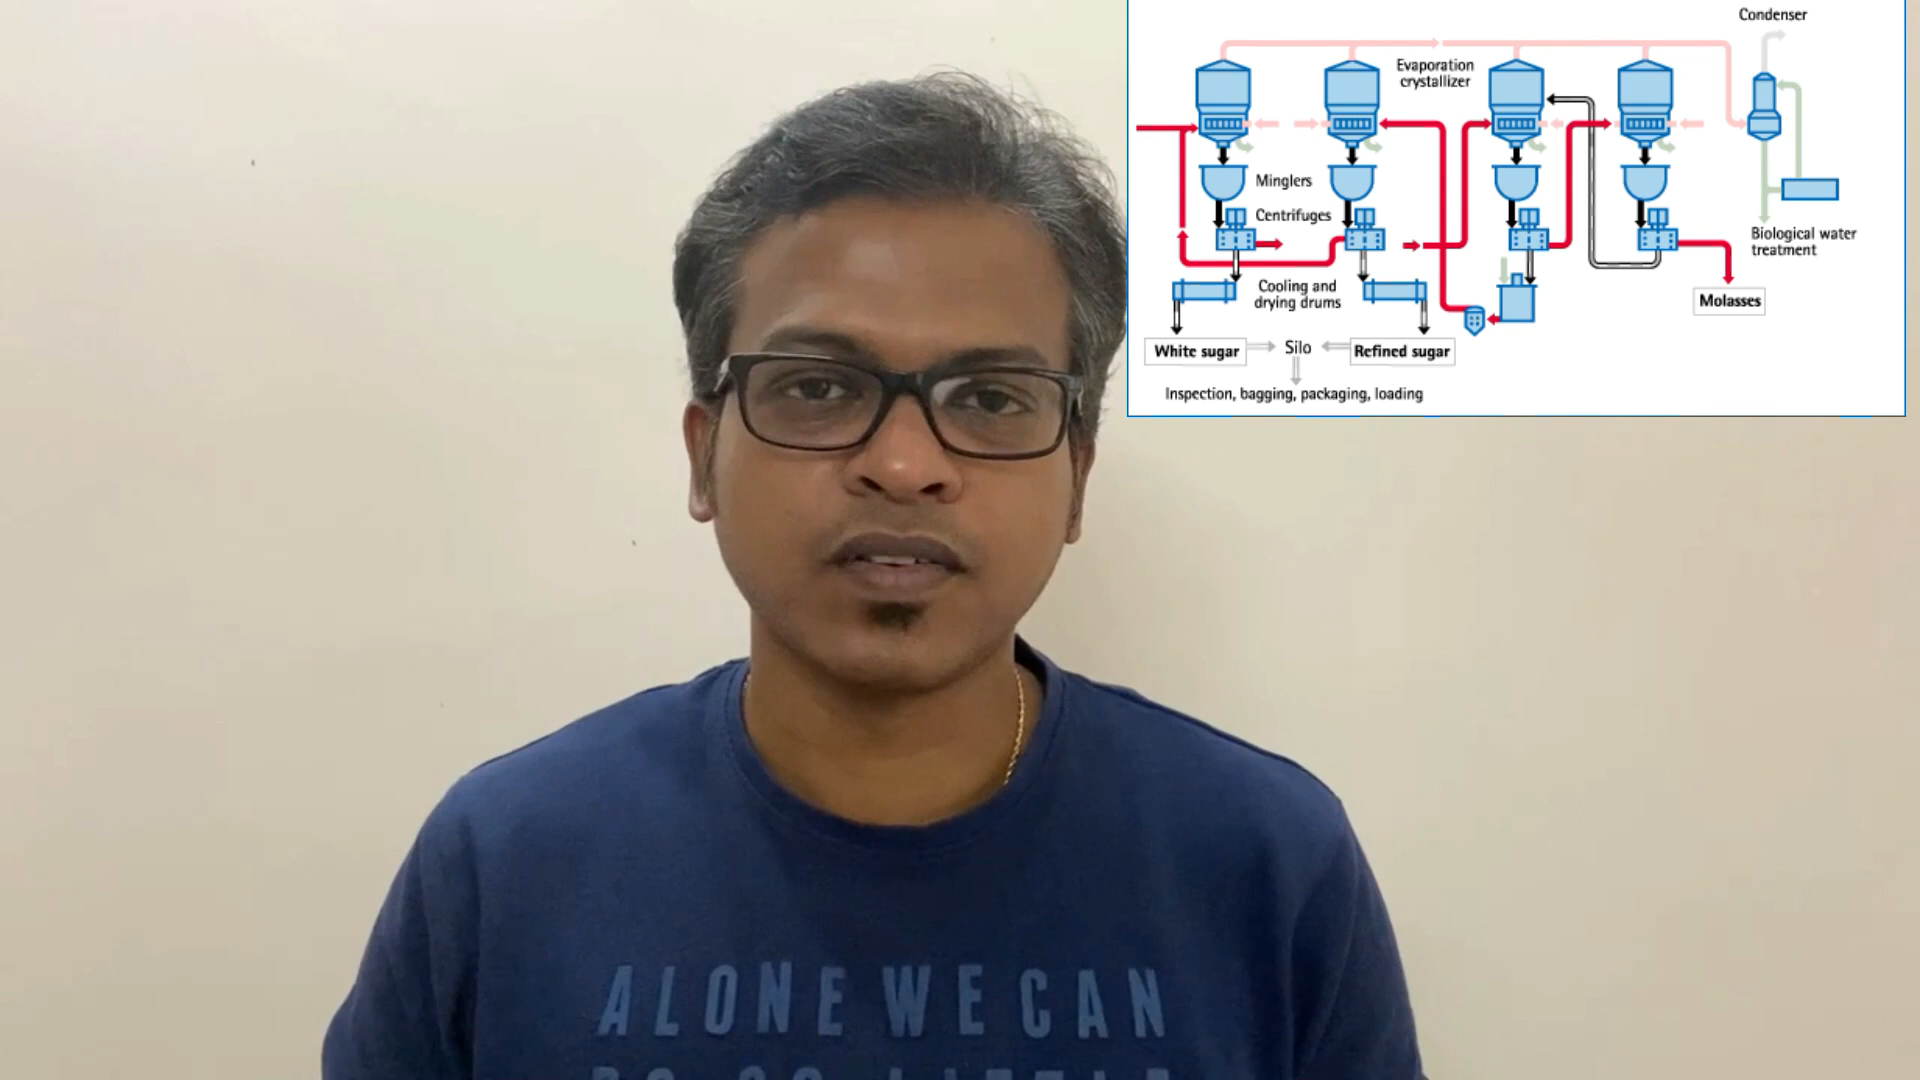 Condenser
Evaporation
crystallizer
Minglers
Centrifuges
Biological water
treatment
Cooling and
drying drums
Molasses
White sugar
Silo
Refined sugar
Inspection, bagging, packaging, loading
ALONE WE CAN